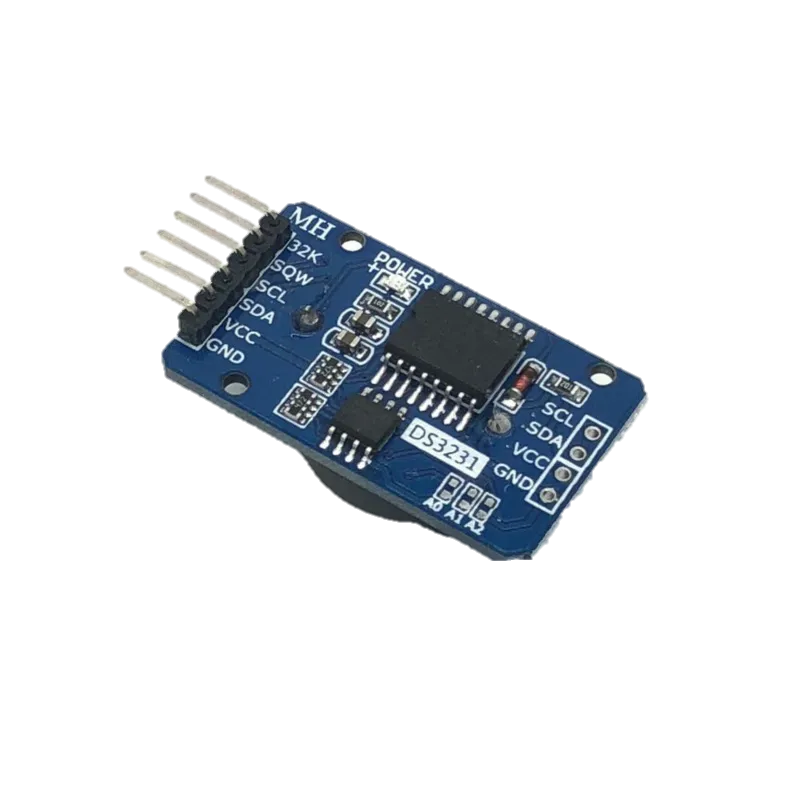 MH
32K
SQW
SCL
SDA
VCC
GND
POWER
+
DS3231
SCL
SDA
VCC
GND
A0 A1 A2